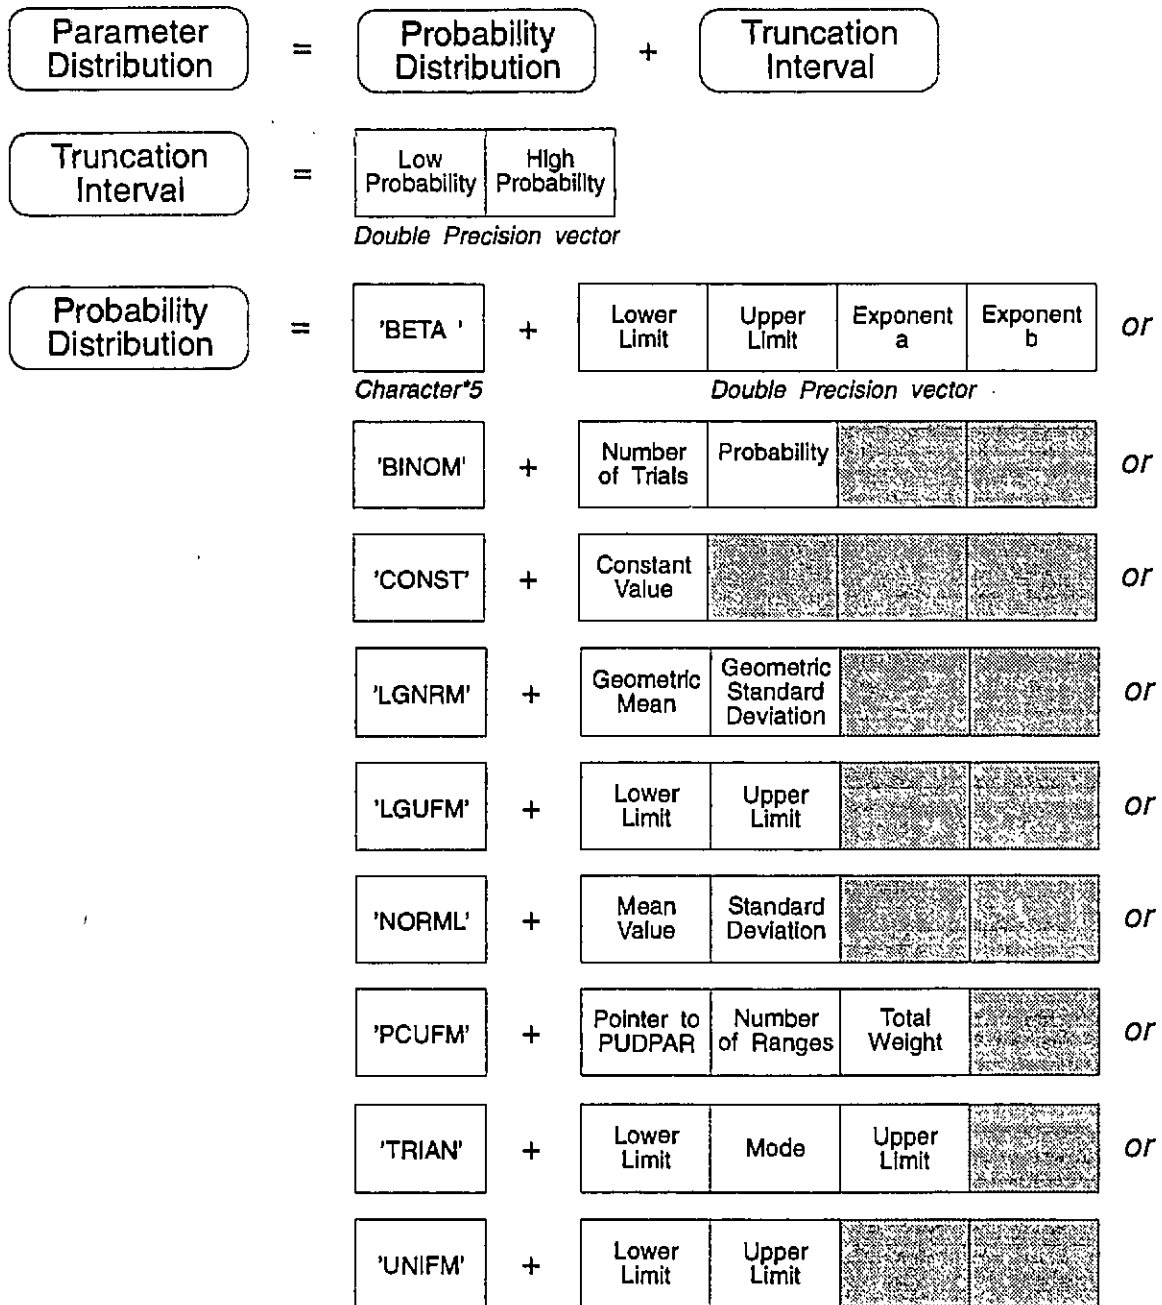 Parameter
Distribution
=
Probability
Distribution
+
Truncation
Interval
Truncation
Interval
=
Low
Probability
High
Probability
Double Precision vector
Probability
Distribution
=
'BETA '
+
Lower
Limit
Upper
Limit
Exponent
a
Exponent
b
or
Character*5
Double Precision vector
'BINOM'
+
Number
of Trials
Probability
or
'CONST'
+
Constant
Value
or
'LGNRM'
+
Geometric
Mean
Geometric
Standard
Deviation
or
'LGUFM'
+
Lower
Limit
Upper
Limit
or
'NORML'
+
Mean
Value
Standard
Deviation
or
'PCUFM'
+
Pointer to
PUDPAR
Number
of Ranges
Total
Weight
or
'TRIAN'
+
Lower
Limit
Mode
Upper
Limit
or
'UNIFM'
+
Lower
Limit
Upper
Limit